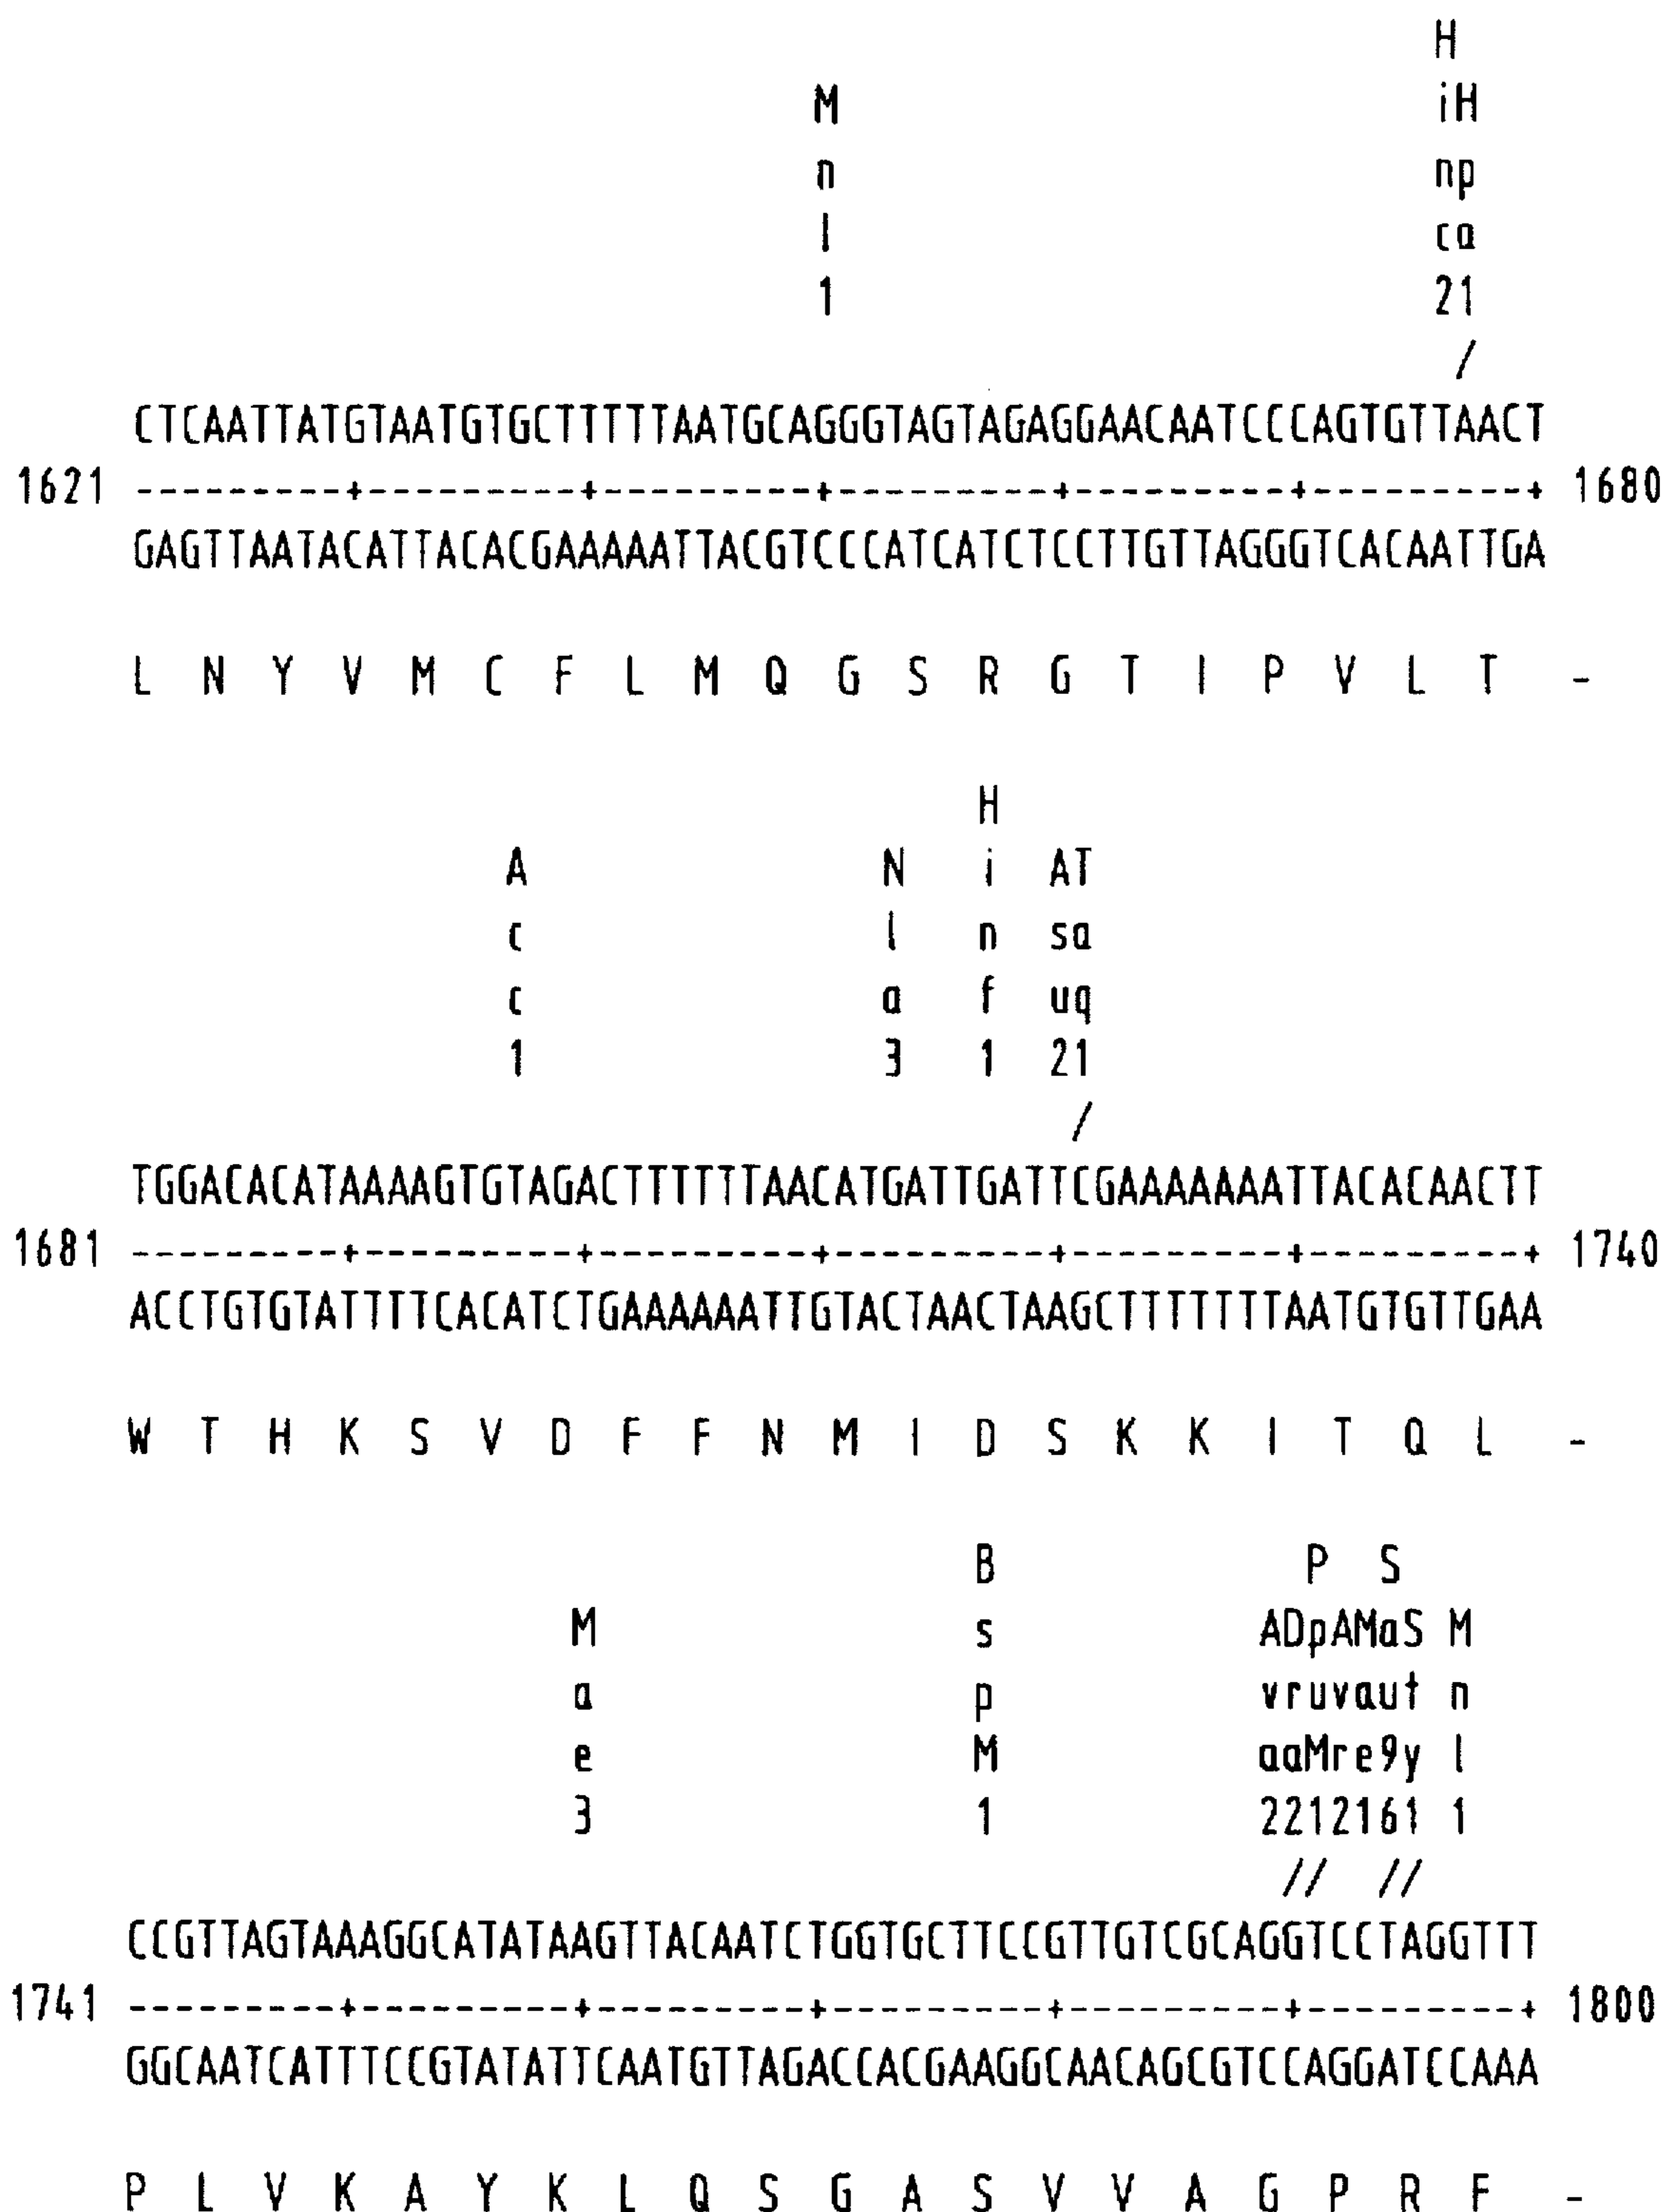 H
M iH
n np
l ca
1 21
/
CTCAATTATGTAATGTGCTTTTTAATGCAGGGTAGTAGAGGAACAATCCCAGTGTTAACT
1621 ---------+---------+---------+---------+---------+---------+ 1680
GAGTTAATACATTACACGAAAAATTACGTCCCATCATCTCCTTGTTAGGGTCACAATTGA
L N Y V M C F L M Q G S R G T I P V L T -
H
A N i AT
c l n sa
c a f uq
1 3 1 21
/
TGGACACATAAAAGTGTAGACTTTTTTAACATGATTGATTCGAAAAAAATTACACAACTT
1681 ---------+---------+---------+---------+---------+---------+ 1740
ACCTGTGTATTTTCACATCTGAAAAAATTGTACTAACTAAGCTTTTTTTAATGTGTTGAA
W T H K S V D F F N M I D S K K I T Q L -
B P S
M s ADpAMaS M
a p vruvaut n
e M aaMre9y l
3 1 2212161 1
// //
CCGTTAGTAAAGGCATATAAGTTACAATCTGGTGCTTCCGTTGTCGCAGGTCCTAGGTTT
1741 ---------+---------+---------+---------+---------+---------+ 1800
GGCAATCATTTCCGTATATTCAATGTTAGACCACGAAGGCAACAGCGTCCAGGATCCAAA
P L V K A Y K L Q S G A S V V A G P R F -